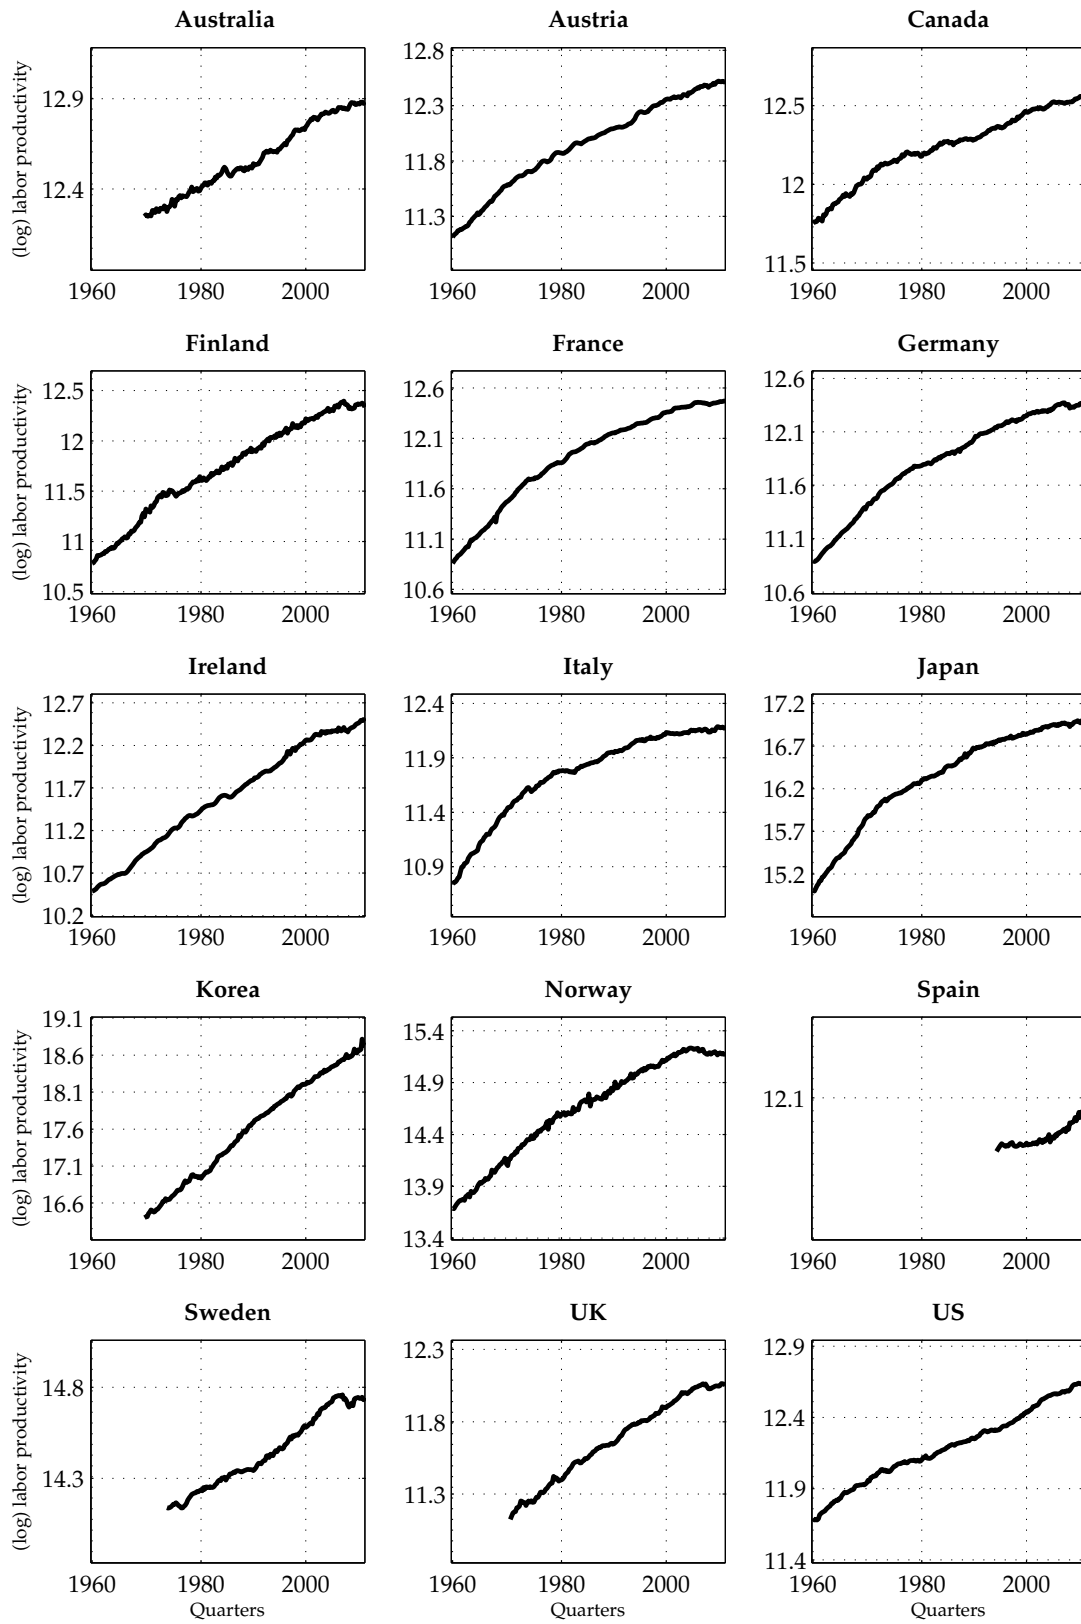 Australia Austria Canada
(log) labor productivity
12.9
12.4
1960 1980 2000
12.8
12.3
11.8
11.3
1960 1980 2000
12.5
12
11.5
1960 1980 2000
Finland France Germany
(log) labor productivity
12.5
12
11.5
11
10.5
1960 1980 2000
12.6
12.1
11.6
11.1
10.6
1960 1980 2000
12.6
12.1
11.6
11.1
10.6
1960 1980 2000
Ireland Italy Japan
(log) labor productivity
12.7
12.2
11.7
11.2
10.7
10.2
1960 1980 2000
12.4
11.9
11.4
10.9
1960 1980 2000
17.2
16.7
16.2
15.7
15.2
1960 1980 2000
Korea Norway Spain
(log) labor productivity
19.1
18.6
18.1
17.6
17.1
16.6
1960 1980 2000
15.4
14.9
14.4
13.9
13.4
1960 1980 2000
12.1
1960 1980 2000
Sweden UK US
(log) labor productivity
14.8
14.3
1960 1980 2000
Quarters
12.3
11.8
11.3
1960 1980 2000
12.9
12.4
11.9
11.4
1960 1980 2000
Quarters